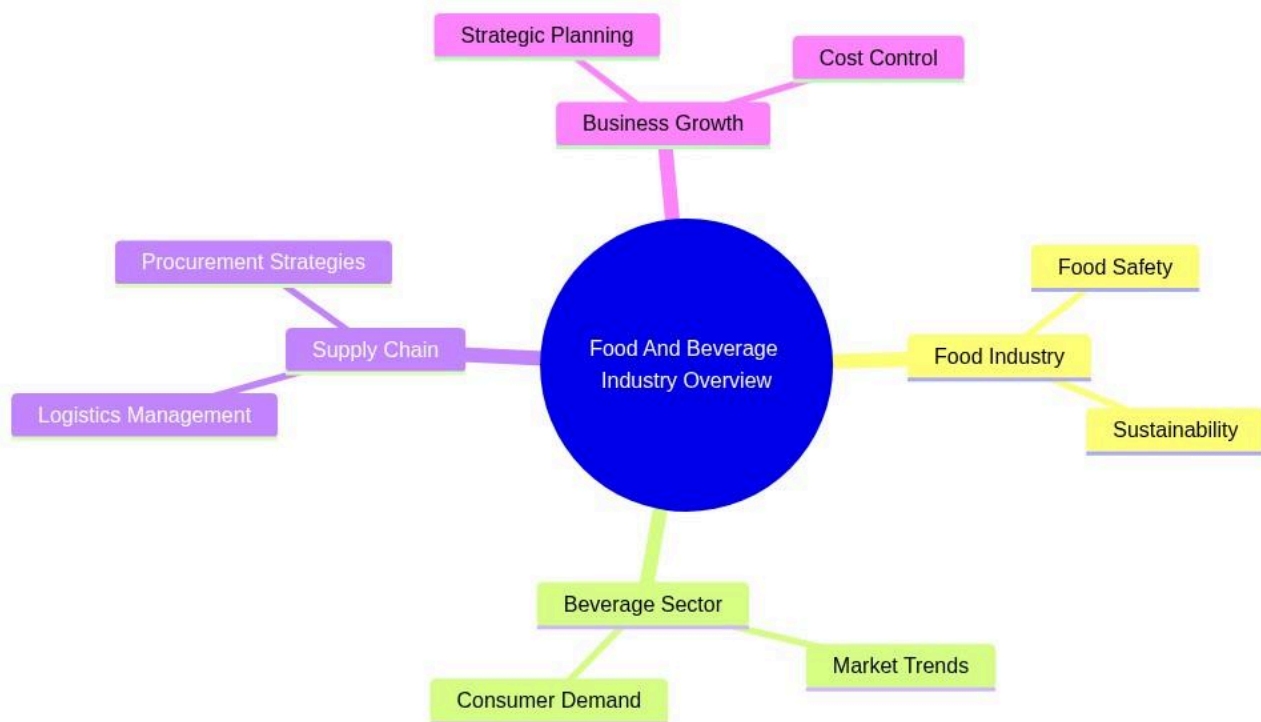 Strategic Planning
Cost Control
Business Growth
Procurement Strategies
Supply Chain
Logistics Management
Food And Beverage
Industry Overview
Food Safety
Food Industry
Sustainability
Beverage Sector
Market Trends
Consumer Demand